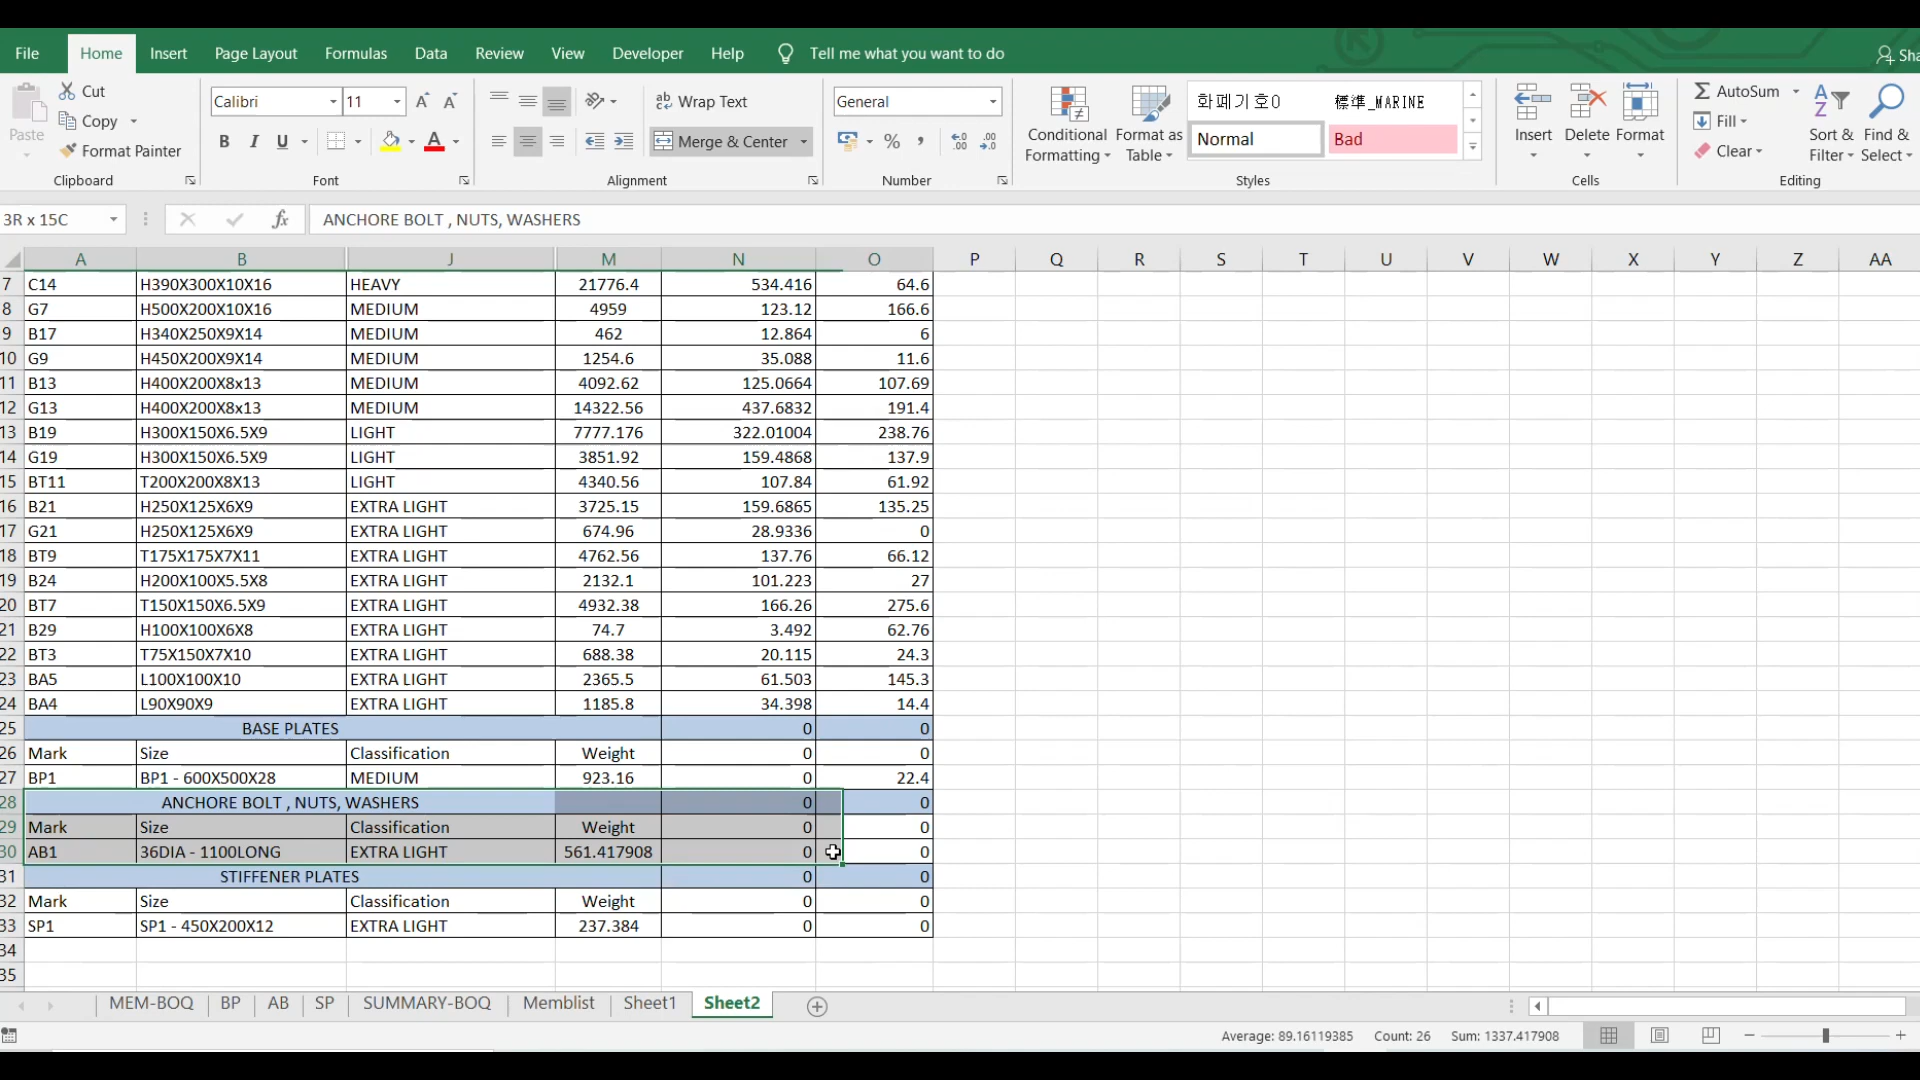 File Home Insert Page Layout Formulas Data Review View Developer Help Tell me what you want to do Sha
Paste Cut Calibri 11 Wrap Text General Conditional Formatting Format as Table 화폐기호0 標準_MARINE Insert Delete Format AutoSum Sort & Filter Find & Select
Copy B I U Merge & Center % , Normal Bad Fill
Format Painter Clear
Clipboard Font Alignment Number Styles Cells Editing
3R x 15C fx ANCHORE BOLT , NUTS, WASHERS
A B J M N O P Q R S T U V W X Y Z AA
7 C14 H390X300X10X16 HEAVY 21776.4 534.416 64.6
8 G7 H500X200X10X16 MEDIUM 4959 123.12 166.6
9 B17 H340X250X9X14 MEDIUM 462 12.864 6
10 G9 H450X200X9X14 MEDIUM 1254.6 35.088 11.6
11 B13 H400X200X8x13 MEDIUM 4092.62 125.0664 107.69
12 G13 H400X200X8x13 MEDIUM 14322.56 437.6832 191.4
13 B19 H300X150X6.5X9 LIGHT 7777.176 322.01004 238.76
14 G19 H300X150X6.5X9 LIGHT 3851.92 159.4868 137.9
15 BT11 T200X200X8X13 LIGHT 4340.56 107.84 61.92
16 B21 H250X125X6X9 EXTRA LIGHT 3725.15 159.6865 135.25
17 G21 H250X125X6X9 EXTRA LIGHT 674.96 28.9336 0
18 BT9 T175X175X7X11 EXTRA LIGHT 4762.56 137.76 66.12
19 B24 H200X100X5.5X8 EXTRA LIGHT 2132.1 101.223 27
20 BT7 T150X150X6.5X9 EXTRA LIGHT 4932.38 166.26 275.6
21 B29 H100X100X6X8 EXTRA LIGHT 74.7 3.492 62.76
22 BT3 T75X150X7X10 EXTRA LIGHT 688.38 20.115 24.3
23 BA5 L100X100X10 EXTRA LIGHT 2365.5 61.503 145.3
24 BA4 L90X90X9 EXTRA LIGHT 1185.8 34.398 14.4
25 BASE PLATES 0 0
26 Mark Size Classification Weight 0 0
27 BP1 BP1 - 600X500X28 MEDIUM 923.16 0 22.4
28 ANCHORE BOLT , NUTS, WASHERS 0 0
29 Mark Size Classification Weight 0 0
30 AB1 36DIA - 1100LONG EXTRA LIGHT 561.417908 0 0
31 STIFFENER PLATES 0 0
32 Mark Size Classification Weight 0 0
33 SP1 SP1 - 450X200X12 EXTRA LIGHT 237.384 0 0
34
35
MEM-BOQ BP AB SP SUMMARY-BOQ Memblist Sheet1 Sheet2
Average: 89.16119385 Count: 26 Sum: 1337.417908